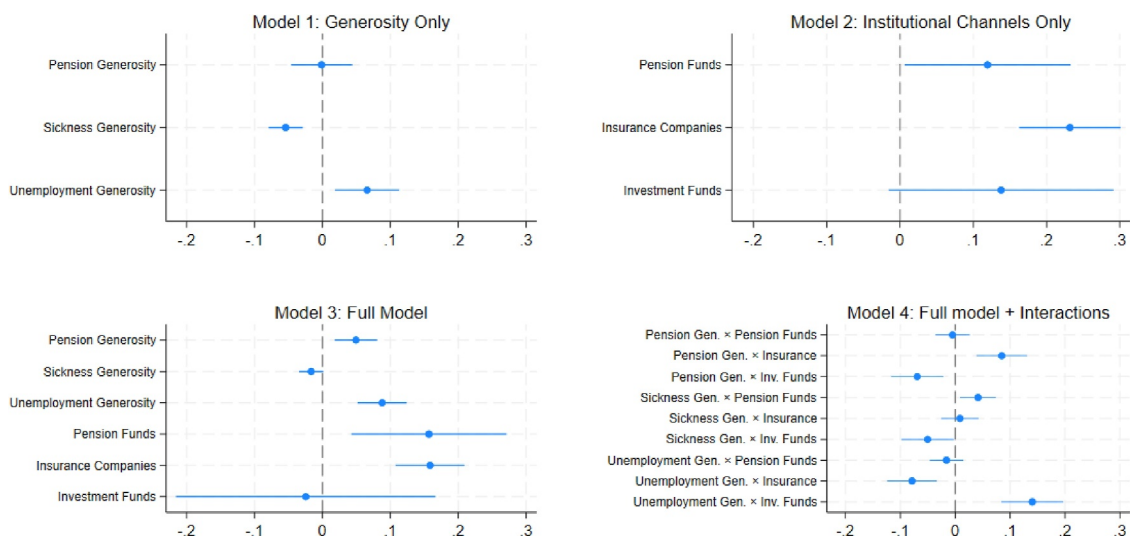 Model 1: Generosity Only
Pension Generosity
Sickness Generosity
Unemployment Generosity
-.2 -.1 0 .1 .2 .3
Model 2: Institutional Channels Only
Pension Funds
Insurance Companies
Investment Funds
-.2 -.1 0 .1 .2 .3
Model 3: Full Model
Pension Generosity
Sickness Generosity
Unemployment Generosity
Pension Funds
Insurance Companies
Investment Funds
-.2 -.1 0 .1 .2 .3
Model 4: Full model + Interactions
Pension Gen. × Pension Funds
Pension Gen. × Insurance
Pension Gen. × Inv. Funds
Sickness Gen. × Pension Funds
Sickness Gen. × Insurance
Sickness Gen. × Inv. Funds
Unemployment Gen. × Pension Funds
Unemployment Gen. × Insurance
Unemployment Gen. × Inv. Funds
-.2 -.1 0 .1 .2 .3